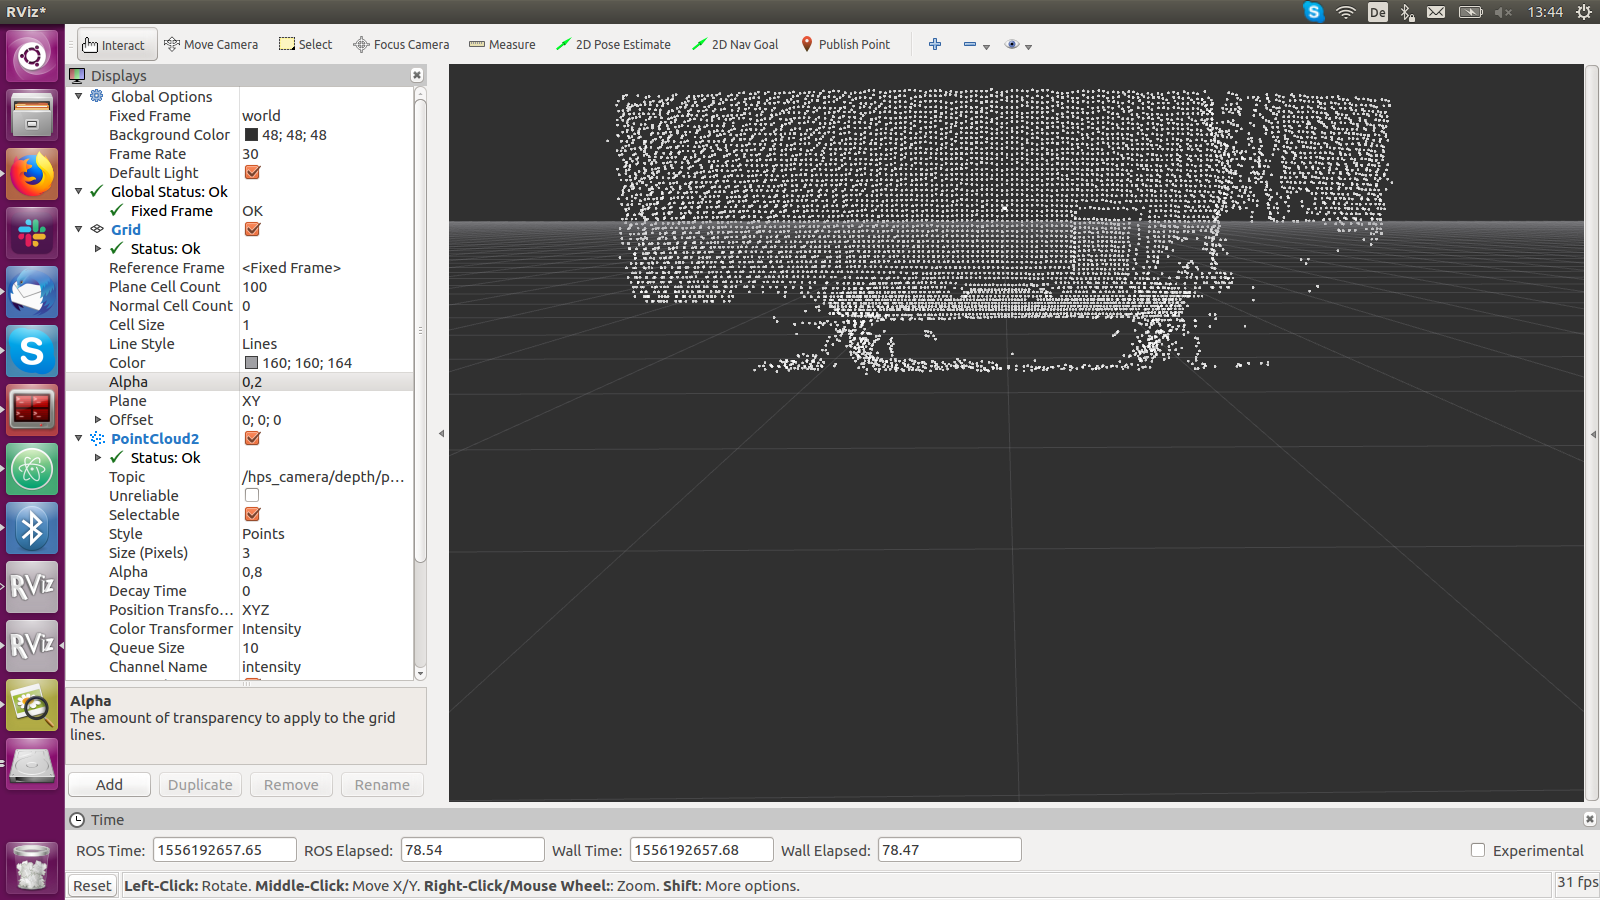 RViz*
De
13:44
Interact
Move Camera
Select
Focus Camera
Measure
2D Pose Estimate
2D Nav Goal
Publish Point
Displays
Global Options
Fixed Frame world
Background Color 48; 48; 48
Frame Rate 30
Default Light
Global Status: Ok
Fixed Frame OK
Grid
Status: Ok
Reference Frame <Fixed Frame>
Plane Cell Count 100
Normal Cell Count 0
Cell Size 1
Line Style Lines
Color 160; 160; 164
Alpha 0,2
Plane XY
Offset 0; 0; 0
PointCloud2
Status: Ok
Topic /hps_camera/depth/p...
Unreliable
Selectable
Style Points
Size (Pixels) 3
Alpha 0,8
Decay Time 0
Position Transfo... XYZ
Color Transformer Intensity
Queue Size 10
Channel Name intensity
Alpha
The amount of transparency to apply to the grid
lines.
Add
Duplicate
Remove
Rename
Time
ROS Time: 1556192657.65
ROS Elapsed: 78.54
Wall Time: 1556192657.68
Wall Elapsed: 78.47
Experimental
Reset
Left-Click: Rotate. Middle-Click: Move X/Y. Right-Click/Mouse Wheel:: Zoom. Shift: More options.
31 fps
RViz
RViz